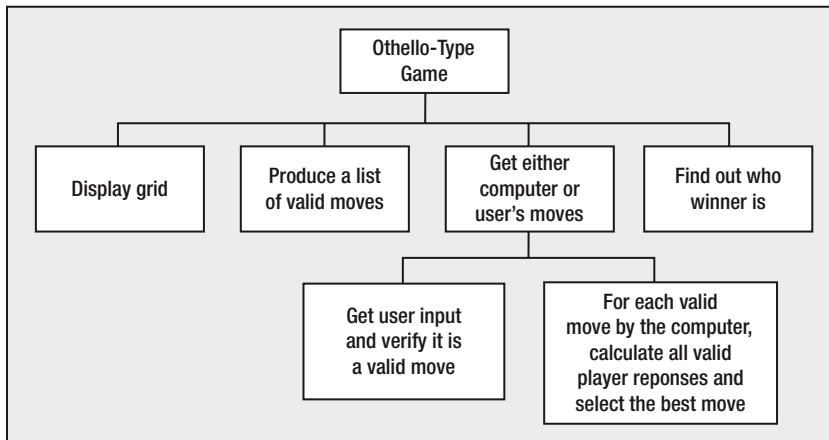 Othello-Type
Game
Display grid
Produce a list
of valid moves
Get either
computer or
user's moves
Find out who
winner is
Get user input
and verify it is
a valid move
For each valid
move by the computer,
calculate all valid
player reponses and
select the best move